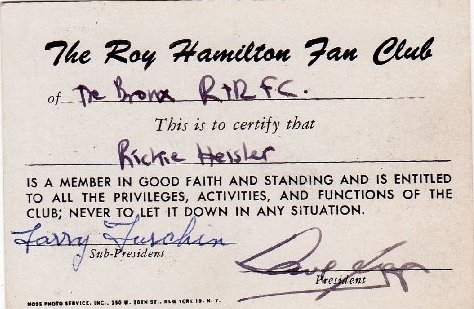 The Roy Hamilton Fan Club
of De Bronx R+R F.C.
This is to certify that
Rickie Heisler
IS A MEMBER IN GOOD FAITH AND STANDING AND IS ENTITLED
TO ALL THE PRIVILEGES, ACTIVITIES, AND FUNCTIONS OF THE
CLUB; NEVER TO LET IT DOWN IN ANY SITUATION.
Larry
Sub-President
President
MOSS PHOTO SERVICE, INC., 350 W. 50TH ST., NEW YORK 19, N. Y.